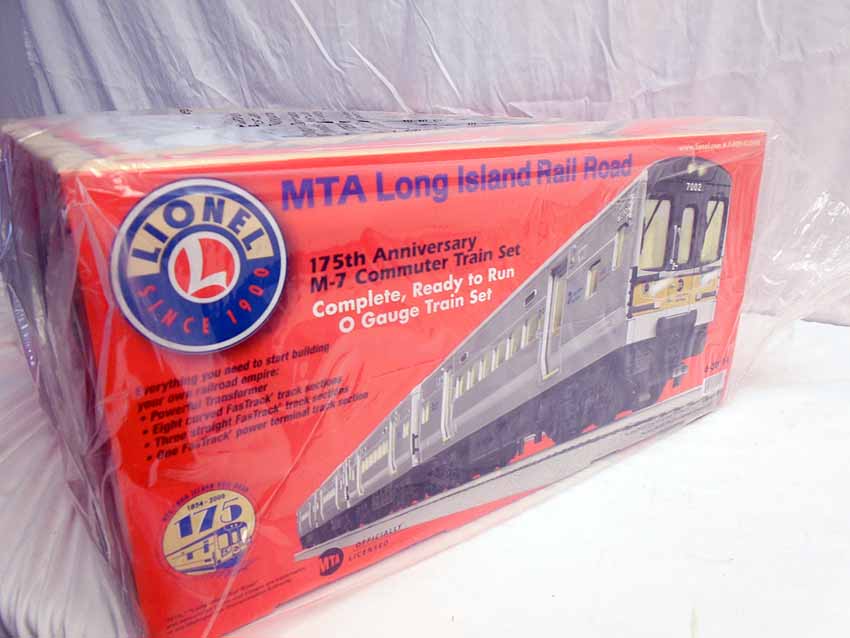 MTA Long Island Rail Road
7002
LIONEL
SINCE 1900
L
175th Anniversary
M-7 Commuter Train Set
Complete, Ready to Run
O Gauge Train Set
Everything you need to start building
your own railroad empire:
• Powerful Transformer
• Eight curved FasTrack® track sections
• Three straight FasTrack® track sections
• One FasTrack® power terminal track section
1834-2009
175
MTA
OFFICIALLY
LICENSED